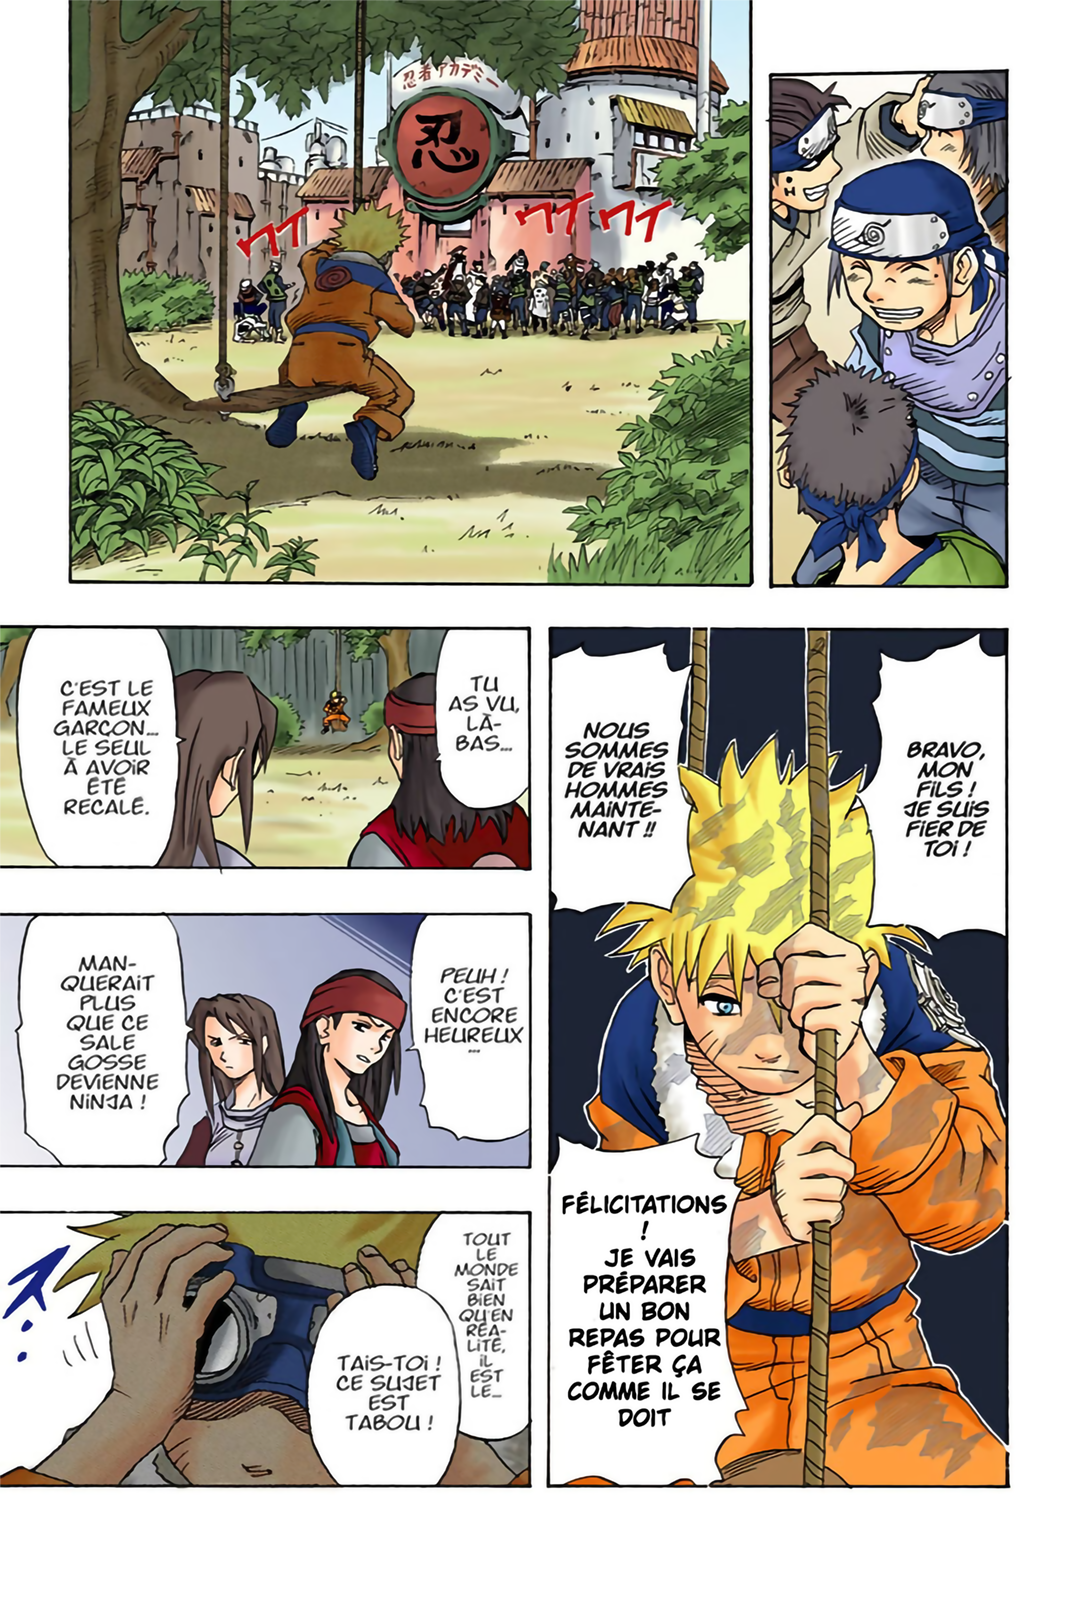 忍者アカデミー
忍
ワイ
ワイ
ワイ
BRAVO,
MON
FILS !
JE SUIS
FIER DE
TOI !
NOUS
SOMMES
DE VRAIS
HOMMES
MAINTE-
NANT !!
FÉLICITATIONS
!
JE VAIS
PRÉPARER
UN BON
REPAS POUR
FÊTER ÇA
COMME IL SE
DOIT
TU
AS VU,
LÀ-
BAS...
C'EST LE
FAMEUX
GARÇON...
LE SEUL
À AVOIR
ÉTÉ
RECALÉ.
PEUH !
C'EST
ENCORE
HEUREUX
...
MAN-
QUERAIT
PLUS
QUE CE
SALE
GOSSE
DEVIENNE
NINJA !
TOUT
LE
MONDE
SAIT
BIEN
QU'EN
RÉA-
LITÉ,
IL
EST
LE...
TAIS-TOI !
CE SUJET
EST
TABOU !